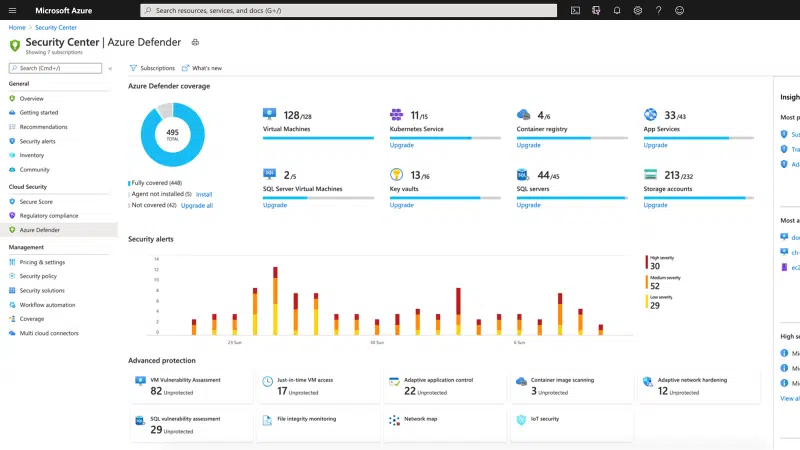 Microsoft Azure
Search resources, services, and docs (G+/)
Home > Security Center
Security Center | Azure Defender
Showing 7 subscriptions
Search (Cmd+/)
General
Overview
Getting started
Recommendations
Security alerts
Inventory
Community
Cloud Security
Secure Score
Regulatory compliance
Azure Defender
Management
Pricing & settings
Security policy
Security solutions
Workflow automation
Coverage
Multi cloud connectors
Subscriptions
What's new
Azure Defender coverage
495
TOTAL
Fully covered (448)
Agent not installed (5) Install
Not covered (42) Upgrade all
128/128
Virtual Machines
11/15
Kubernetes Service
Upgrade
4/6
Container registry
Upgrade
33/43
App Services
Upgrade
2/5
SQL Server Virtual Machines
Upgrade
13/16
Key vaults
Upgrade
44/45
SQL servers
Upgrade
213/232
Storage accounts
Upgrade
Security alerts
14
12
10
8
6
4
2
0
23 Sun
30 Sun
6 Sun
High severity
30
Medium severity
52
Low severity
29
Advanced protection
VM Vulnerability Assessment
82 Unprotected
Just-in-time VM access
17 Unprotected
Adaptive application control
22 Unprotected
Container image scanning
3 Unprotected
Adaptive network hardening
12 Unprotected
SQL vulnerability assessment
29 Unprotected
File integrity monitoring
Network map
IoT security
Insigh
Most p
Sus
Tra
Ada
Most a
ch-
ec2
High se
Mic
Mic
Mic
View al